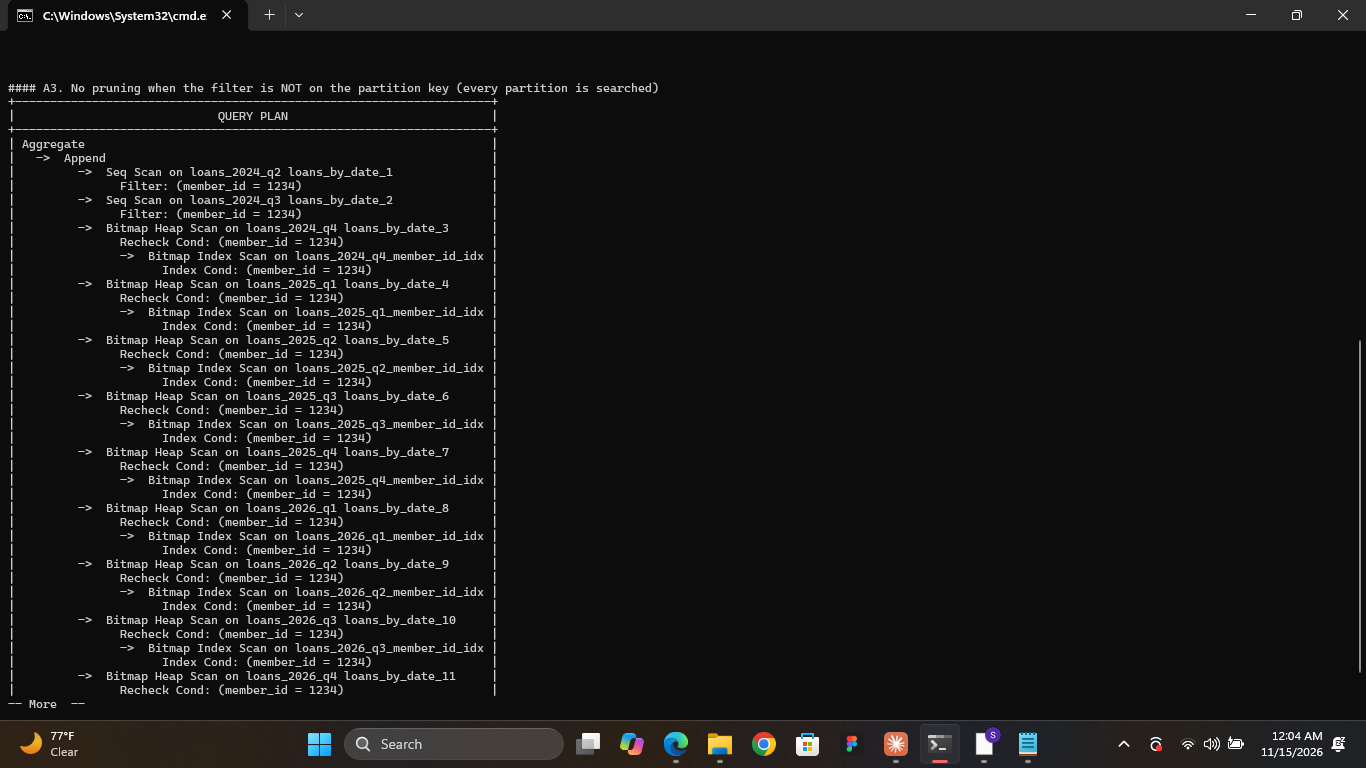 C:\Windows\System32\cmd.e
#### A3. No pruning when the filter is NOT on the partition key (every partition is searched)
+--------------------------------------------------------------------+
|                             QUERY PLAN                             |
+--------------------------------------------------------------------+
| Aggregate                                                          |
|   ->  Append                                                       |
|         ->  Seq Scan on loans_2024_q2 loans_by_date_1              |
|               Filter: (member_id = 1234)                           |
|         ->  Seq Scan on loans_2024_q3 loans_by_date_2              |
|               Filter: (member_id = 1234)                           |
|         ->  Bitmap Heap Scan on loans_2024_q4 loans_by_date_3      |
|               Recheck Cond: (member_id = 1234)                     |
|               ->  Bitmap Index Scan on loans_2024_q4_member_id_idx |
|                     Index Cond: (member_id = 1234)                 |
|         ->  Bitmap Heap Scan on loans_2025_q1 loans_by_date_4      |
|               Recheck Cond: (member_id = 1234)                     |
|               ->  Bitmap Index Scan on loans_2025_q1_member_id_idx |
|                     Index Cond: (member_id = 1234)                 |
|         ->  Bitmap Heap Scan on loans_2025_q2 loans_by_date_5      |
|               Recheck Cond: (member_id = 1234)                     |
|               ->  Bitmap Index Scan on loans_2025_q2_member_id_idx |
|                     Index Cond: (member_id = 1234)                 |
|         ->  Bitmap Heap Scan on loans_2025_q3 loans_by_date_6      |
|               Recheck Cond: (member_id = 1234)                     |
|               ->  Bitmap Index Scan on loans_2025_q3_member_id_idx |
|                     Index Cond: (member_id = 1234)                 |
|         ->  Bitmap Heap Scan on loans_2025_q4 loans_by_date_7      |
|               Recheck Cond: (member_id = 1234)                     |
|               ->  Bitmap Index Scan on loans_2025_q4_member_id_idx |
|                     Index Cond: (member_id = 1234)                 |
|         ->  Bitmap Heap Scan on loans_2026_q1 loans_by_date_8      |
|               Recheck Cond: (member_id = 1234)                     |
|               ->  Bitmap Index Scan on loans_2026_q1_member_id_idx |
|                     Index Cond: (member_id = 1234)                 |
|         ->  Bitmap Heap Scan on loans_2026_q2 loans_by_date_9      |
|               Recheck Cond: (member_id = 1234)                     |
|               ->  Bitmap Index Scan on loans_2026_q2_member_id_idx |
|                     Index Cond: (member_id = 1234)                 |
|         ->  Bitmap Heap Scan on loans_2026_q3 loans_by_date_10     |
|               Recheck Cond: (member_id = 1234)                     |
|               ->  Bitmap Index Scan on loans_2026_q3_member_id_idx |
|                     Index Cond: (member_id = 1234)                 |
|         ->  Bitmap Heap Scan on loans_2026_q4 loans_by_date_11     |
|               Recheck Cond: (member_id = 1234)                     |
-- More  --
77°F
Clear
Search
S
12:04 AM
11/15/2026